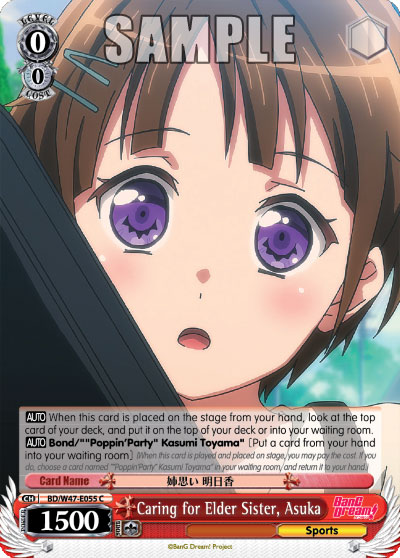 LEVEL
0
0
COST
SAMPLE
AUTO When this card is placed on the stage from your hand, look at the top
card of your deck, and put it on the top of your deck or into your waiting room.
AUTO Bond/""Poppin'Party" Kasumi Toyama" [Put a card from your hand
into your waiting room] (When this card is played and placed on stage, you may pay the cost. If you
do, choose a card named ""Poppin'Party" Kasumi Toyama" in your waiting room, and return it to your hand.)
Card Name 姉思い 明日香
CH BD/W47-E055 C
POWER 1500 SOUL Caring for Elder Sister, Asuka
BanG Dream!
Sports
©BanG Dream! Project